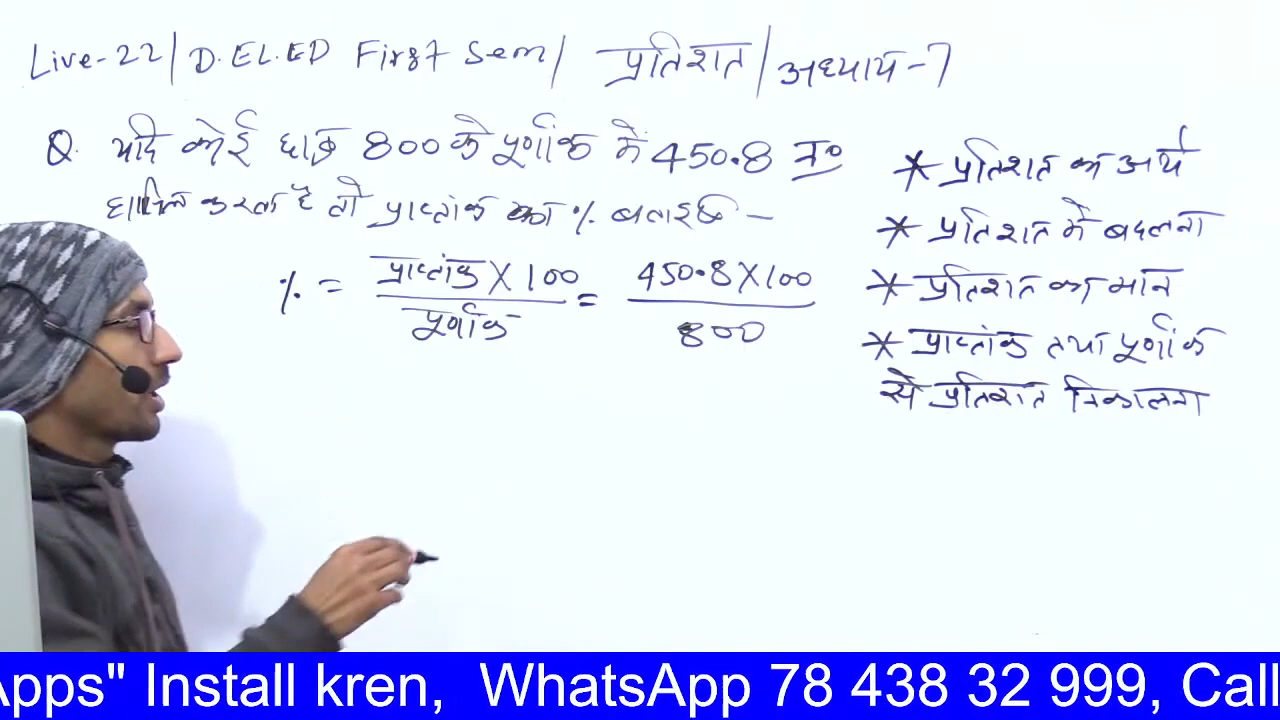 Live-22/ D.EL.ED First Sem/ प्रतिशत/ अध्याय-7
Q. यदि कोई छात्र 800 के पूर्णांक में 450.8 न०
हासिल करता है तो प्राप्तांक का % बताइए —
% = प्राप्तांक X 100 / पूर्णांक = 450.8 X 100 / 800
* प्रतिशत का अर्थ
* प्रतिशत में बदलना
* प्रतिशत का मान
* प्राप्तांक तथा पूर्णांक
से प्रतिशत निकालना
Apps" Install kren, WhatsApp 78 438 32 999, Call